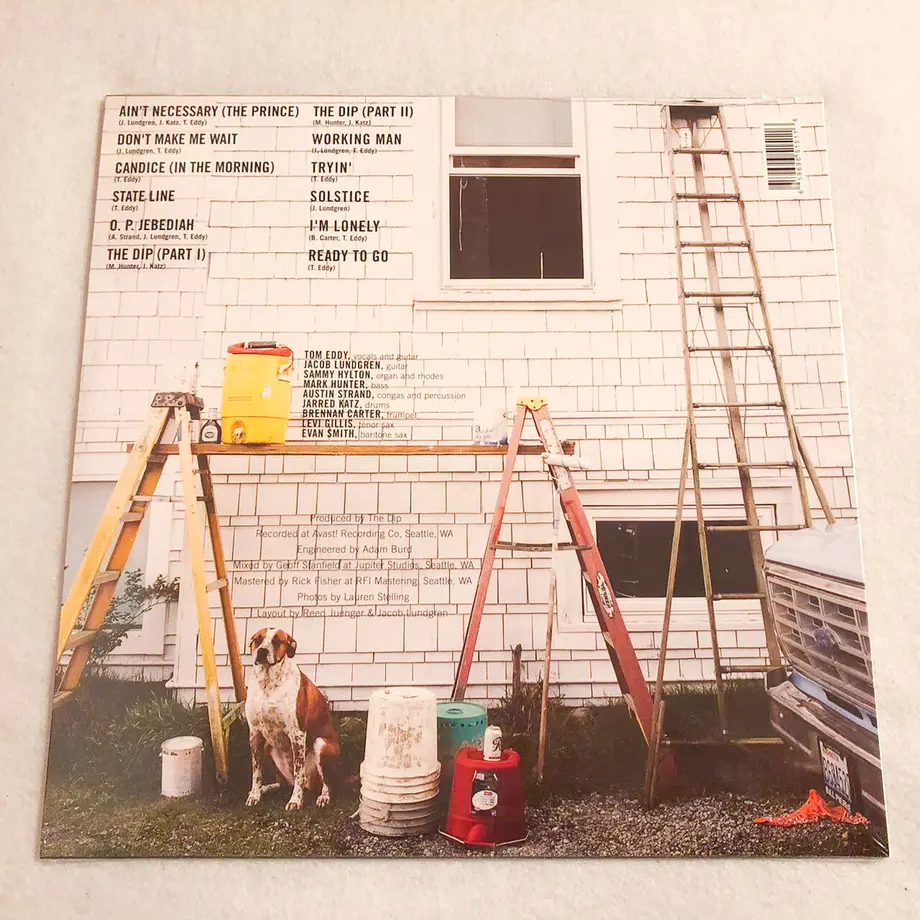 AIN'T NECESSARY (THE PRINCE)
(J. Lundgren, J. Katz, T. Eddy)
DON'T MAKE ME WAIT
(J. Lundgren, T. Eddy)
CANDICE (IN THE MORNING)
(T. Eddy)
STATE LINE
(T. Eddy)
O. P. JEBEDIAH
(A. Strand, J. Lundgren, T. Eddy)
THE DIP (PART I)
(M. Hunter, J. Katz)
THE DIP (PART II)
(M. Hunter, J. Katz)
WORKING MAN
(J. Lundgren, T. Eddy)
TRYIN'
(T. Eddy)
SOLSTICE
(J. Lundgren)
I'M LONELY
(B. Carter, T. Eddy)
READY TO GO
(T. Eddy)
TOM EDDY, vocals and guitar
JACOB LUNDGREN, guitar
SAMMY HYLTON, organ and rhodes
MARK HUNTER, bass
AUSTIN STRAND, congas and percussion
JARRED KATZ, drums
BRENNAN CARTER, trumpet
LEVI GILLIS, tenor sax
EVAN SMITH, baritone sax
Produced by The Dip
Recorded at Avast! Recording Co, Seattle, WA
Engineered by Adam Burd
Mixed by Geoff Stanfield at Jupiter Studios, Seattle, WA
Mastered by Rick Fisher at RFI Mastering, Seattle, WA
Photos by Lauren Stelling
Layout by Reed Juenger & Jacob Lundgren